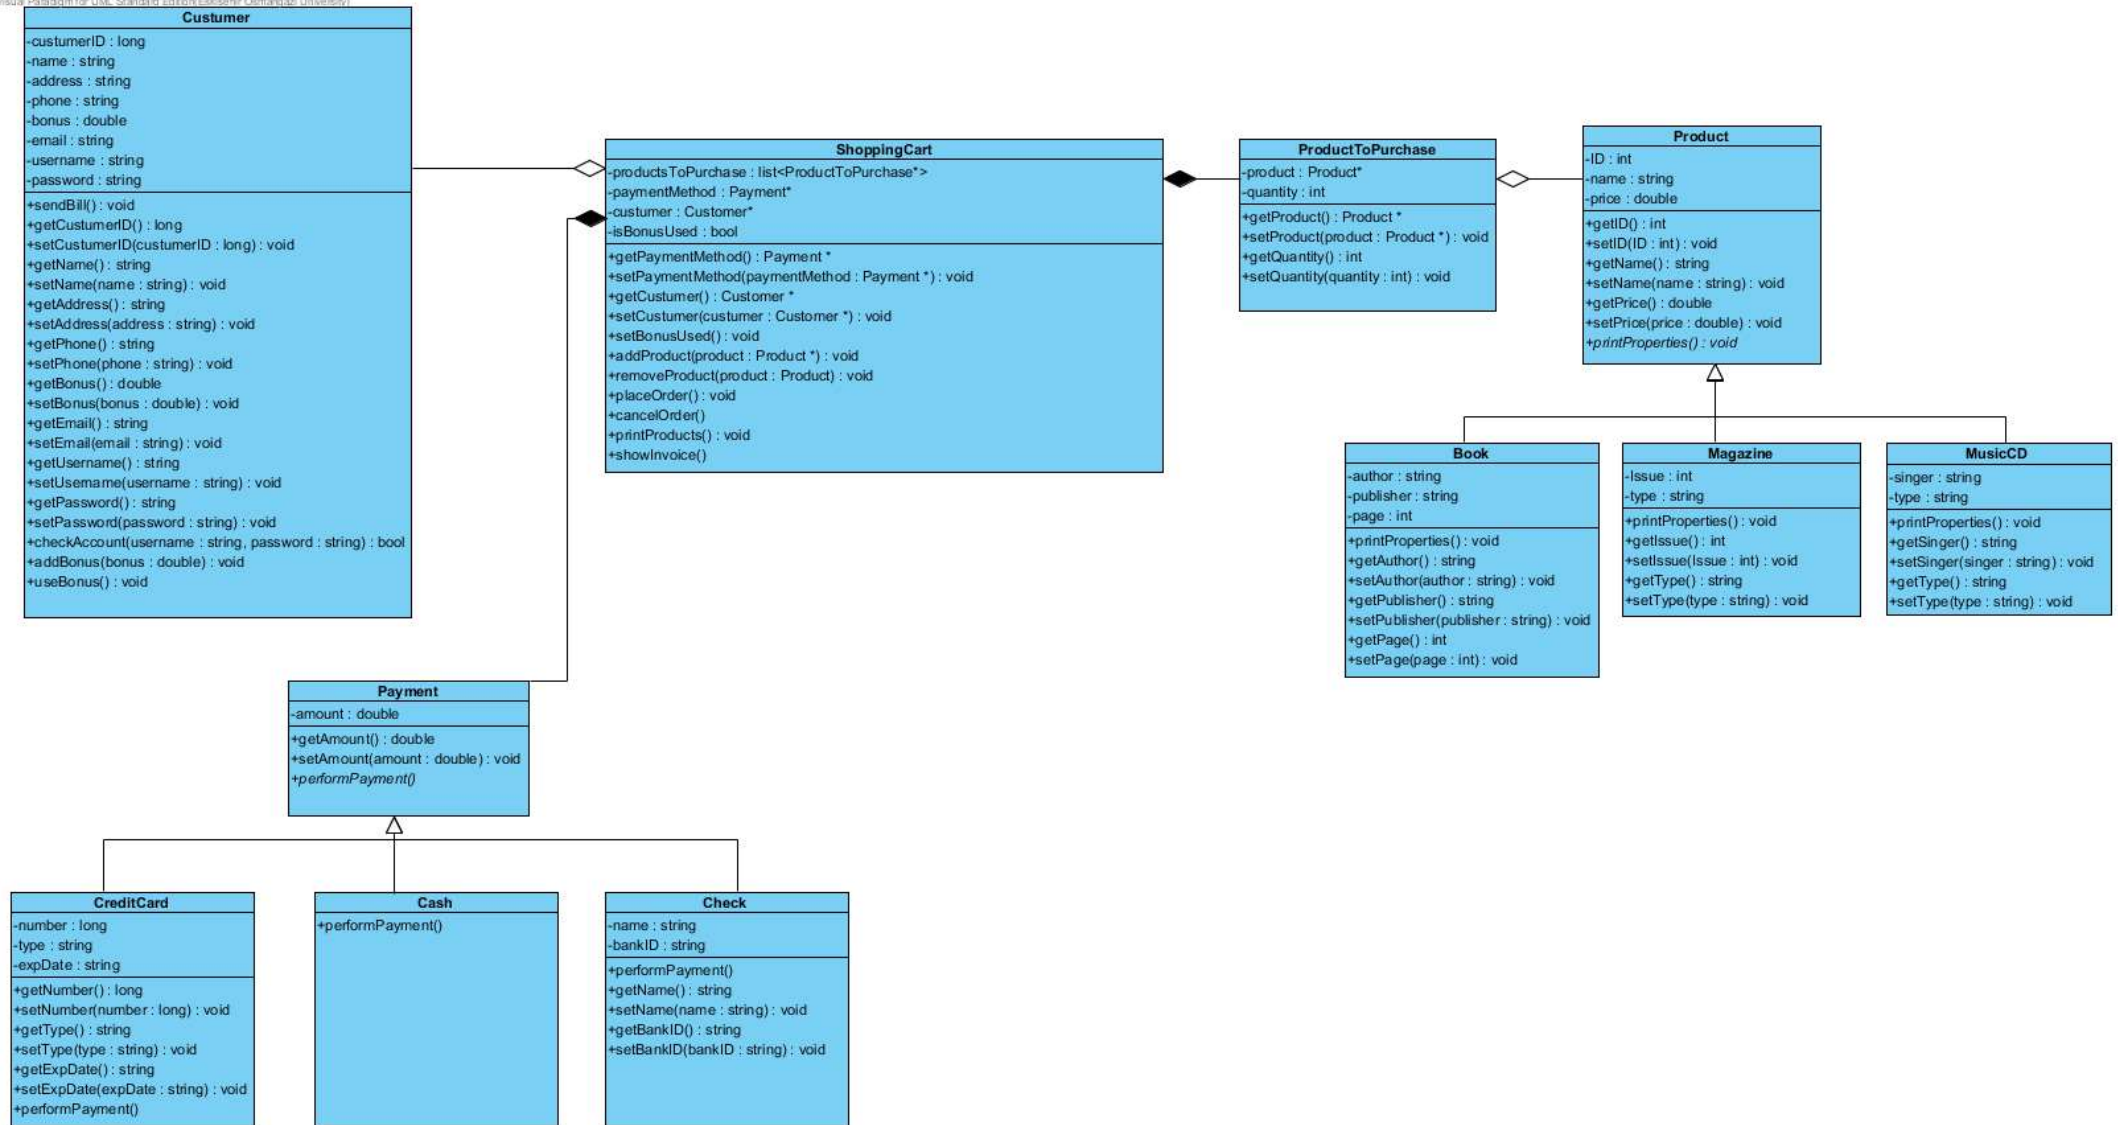 Visual Paradigm for UML Standard Edition(Eskisehir Osmangazi University)
Custumer
-custumerID : long
-name : string
-address : string
-phone : string
-bonus : double
-email : string
-username : string
-password : string
+sendBill() : void
+getCustumerID() : long
+setCustumerID(custumerID : long) : void
+getName() : string
+setName(name : string) : void
+getAddress() : string
+setAddress(address : string) : void
+getPhone() : string
+setPhone(phone : string) : void
+getBonus() : double
+setBonus(bonus : double) : void
+getEmail() : string
+setEmail(email : string) : void
+getUsername() : string
+setUsername(username : string) : void
+getPassword() : string
+setPassword(password : string) : void
+checkAccount(username : string, password : string) : bool
+addBonus(bonus : double) : void
+useBonus() : void
ShoppingCart
-productsToPurchase : list<ProductToPurchase*>
-paymentMethod : Payment*
-custumer : Customer*
-isBonusUsed : bool
+getPaymentMethod() : Payment *
+setPaymentMethod(paymentMethod : Payment *) : void
+getCustumer() : Customer *
+setCustumer(custumer : Customer *) : void
+setBonusUsed() : void
+addProduct(product : Product *) : void
+removeProduct(product : Product) : void
+placeOrder() : void
+cancelOrder()
+printProducts() : void
+showInvoice()
ProductToPurchase
-product : Product*
-quantity : int
+getProduct() : Product *
+setProduct(product : Product *) : void
+getQuantity() : int
+setQuantity(quantity : int) : void
Product
-ID : int
-name : string
-price : double
+getID() : int
+setID(ID : int) : void
+getName() : string
+setName(name : string) : void
+getPrice() : double
+setPrice(price : double) : void
+printProperties() : void
Book
-author : string
-publisher : string
-page : int
+printProperties() : void
+getAuthor() : string
+setAuthor(author : string) : void
+getPublisher() : string
+setPublisher(publisher : string) : void
+getPage() : int
+setPage(page : int) : void
Magazine
-Issue : int
-type : string
+printProperties() : void
+getIssue() : int
+setIssue(Issue : int) : void
+getType() : string
+setType(type : string) : void
MusicCD
-singer : string
-type : string
+printProperties() : void
+getSinger() : string
+setSinger(singer : string) : void
+getType() : string
+setType(type : string) : void
Payment
-amount : double
+getAmount() : double
+setAmount(amount : double) : void
+performPayment()
CreditCard
-number : long
-type : string
-expDate : string
+getNumber() : long
+setNumber(number : long) : void
+getType() : string
+setType(type : string) : void
+getExpDate() : string
+setExpDate(expDate : string) : void
+performPayment()
Cash
+performPayment()
Check
-name : string
-bankID : string
+performPayment()
+getName() : string
+setName(name : string) : void
+getBankID() : string
+setBankID(bankID : string) : void